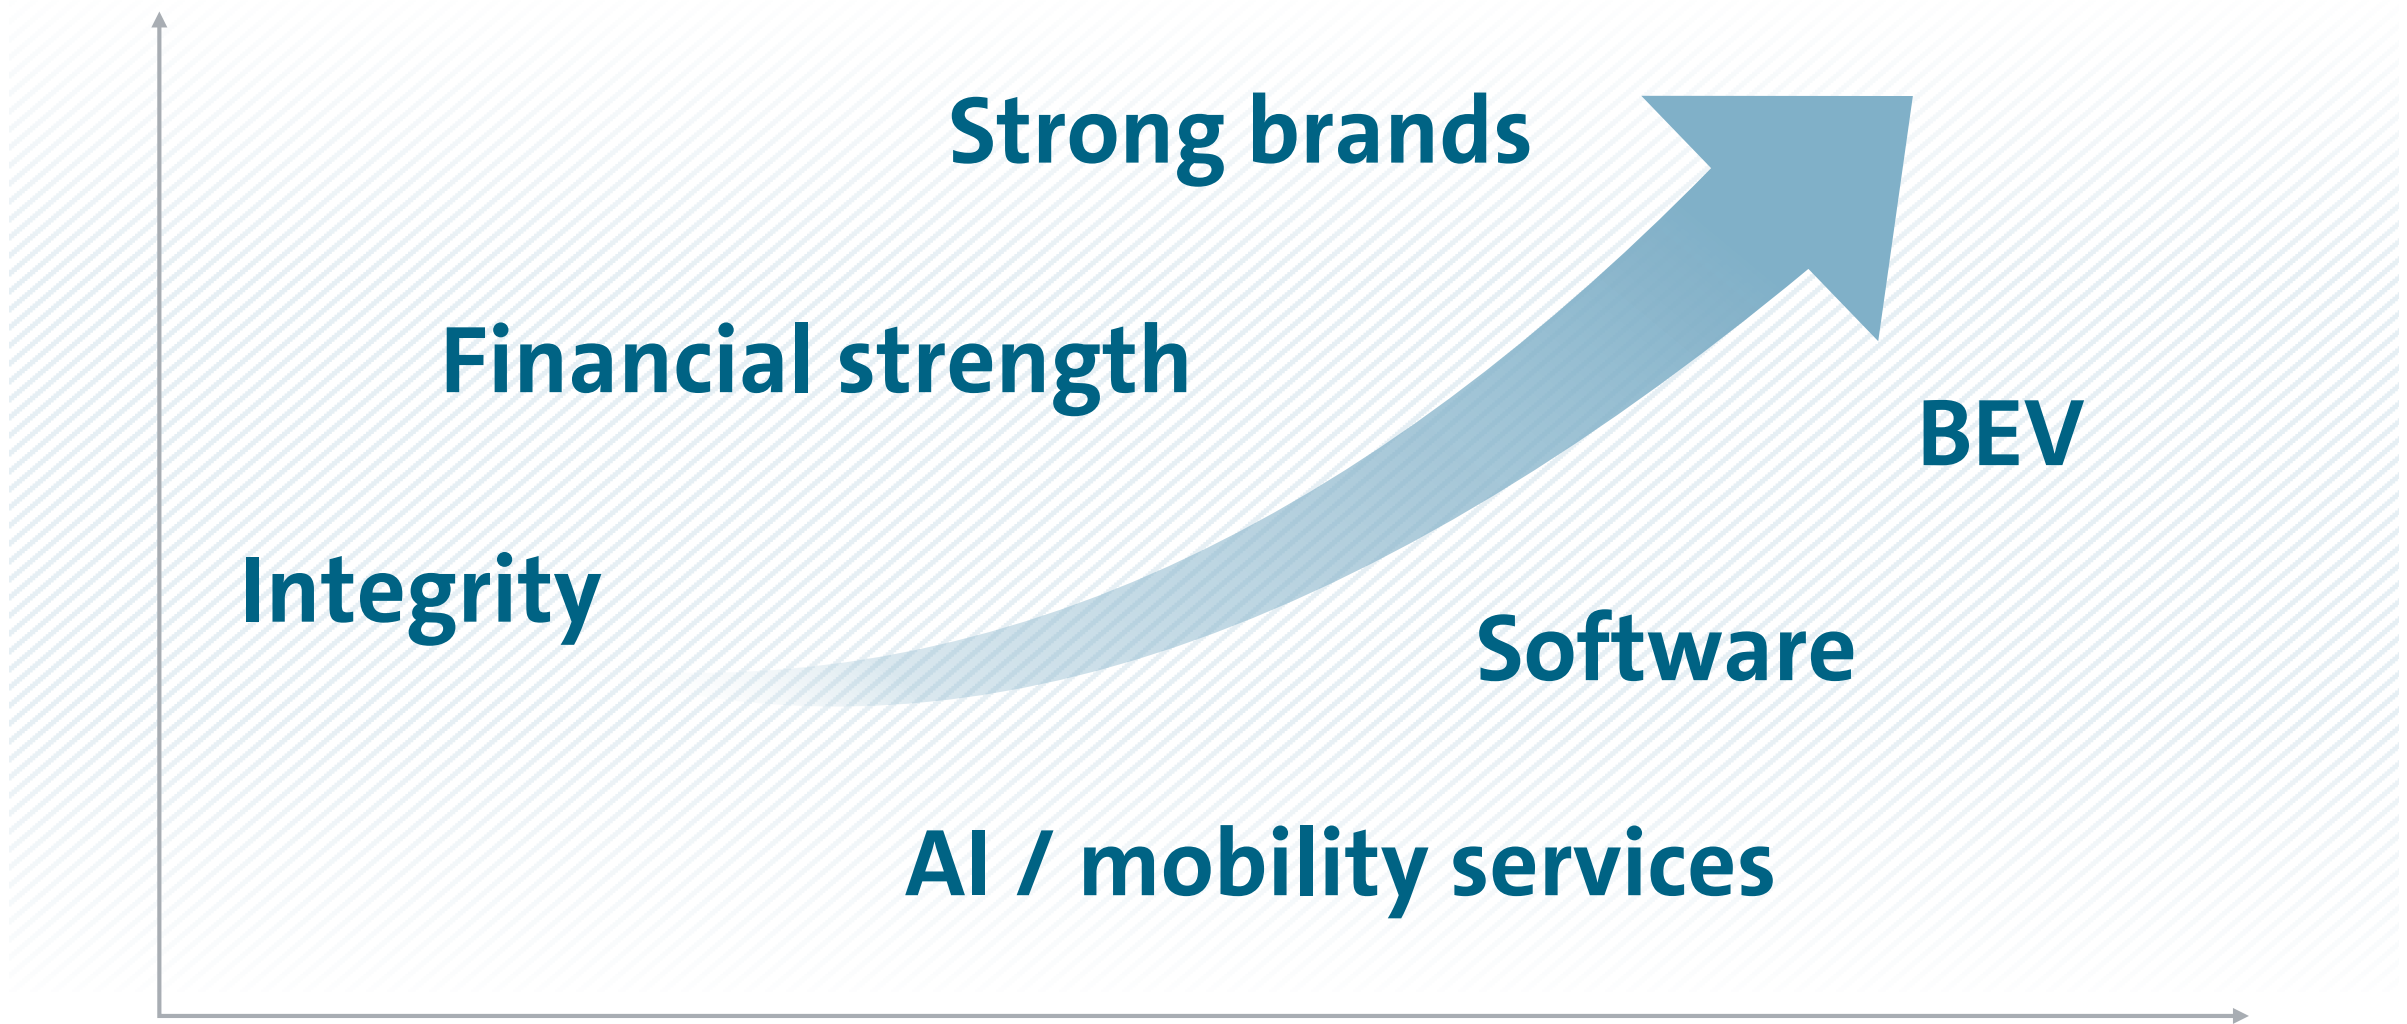 Strong brands
Financial strength
BEV
Integrity
Software
AI / mobility services